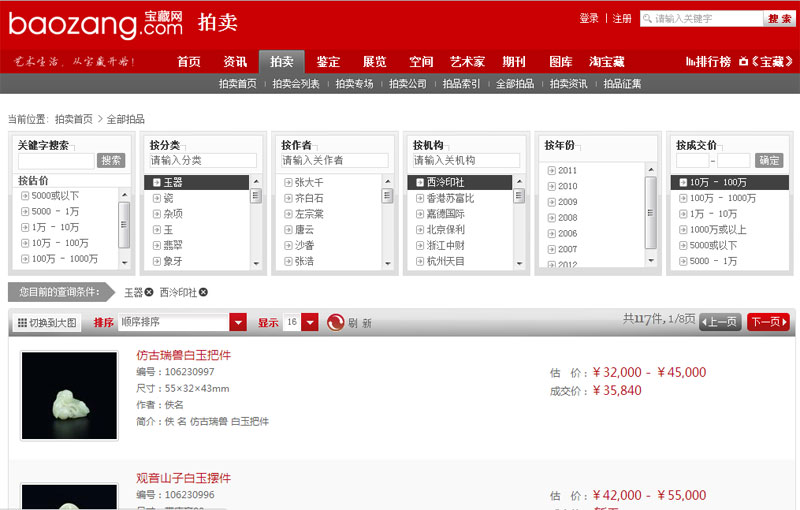 baozang 宝藏网 .com 拍卖
登录 | 注册 请输入关键字 搜索
艺术生活，从宝藏开始！ 首页 资讯 拍卖 鉴定 展览 空间 艺术家 期刊 图库 淘宝藏 排行榜 《宝藏》
拍卖首页 | 拍卖会列表 | 拍卖专场 | 拍卖公司 | 拍品索引 | 全部拍品 | 拍卖资讯 | 拍品征集
当前位置： 拍卖首页 > 全部拍品
关键字搜索
搜索
按估价
5000或以下
5000 - 1万
1万 - 10万
10万 - 100万
100万 - 1000万
按分类
请输入分类
玉器
瓷
杂项
玉
翡翠
象牙
按作者
请输入关作者
张大千
齐白石
左宗棠
唐云
沙耆
张浩
按机构
请输入关机构
西泠印社
香港苏富比
嘉德国际
北京保利
浙江中财
杭州天目
按年份
2011
2010
2009
2008
2006
2007
2012
按成交价
- 确定
10万 - 100万
100万 - 1000万
1万 - 10万
1000万或以上
5000或以下
5000 - 1万
您目前的查询条件： 玉器 西泠印社
切换到大图 排序 顺序排序 显示 16 刷 新 共117件, 1/8页 上一页 下一页
仿古瑞兽白玉把件
编号：106230997
尺寸：55×32×43mm
作者：佚名
简介：佚 名 仿古瑞兽 白玉把件
估 价：￥32,000 - ￥45,000
成交价：￥35,840
观音山子白玉摆件
编号：106230996
估 价：￥42,000 - ￥55,000